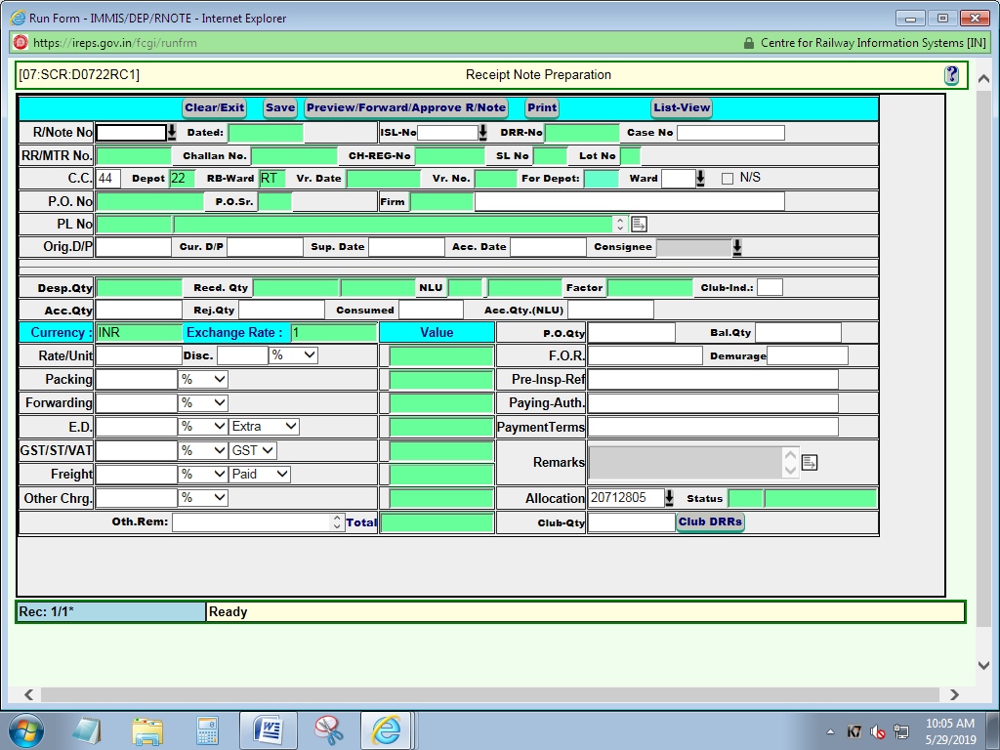 Run Form - IMMIS/DEP/RNOTE - Internet Explorer
https://ireps.gov.in/fcgi/runfrm Centre for Railway Information Systems [IN]
[07:SCR:D0722RC1] Receipt Note Preparation ?
Clear/Exit Save Preview/Forward/Approve R/Note Print List-View
R/Note No Dated: ISL-No DRR-No Case No
RR/MTR No. Challan No. CH-REG-No SL No Lot No
C.C. 44 Depot 22 RB-Ward RT Vr. Date Vr. No. For Depot: Ward N/S
P.O. No P.O.Sr. Firm
PL No
Orig.D/P Cur. D/P Sup. Date Acc. Date Consignee
Desp.Qty Recd. Qty NLU Factor Club-Ind.:
Acc.Qty Rej.Qty Consumed Acc.Qty.(NLU)
Currency : INR Exchange Rate : 1 Value P.O.Qty Bal.Qty
Rate/Unit Disc. % F.O.R. Demurage
Packing % Pre-Insp-Ref
Forwarding % Paying-Auth.
E.D. % Extra PaymentTerms
GST/ST/VAT % GST
Remarks
Freight % Paid
Other Chrg. % Allocation 20712805 Status
Oth.Rem: Total Club-Qty Club DRRs
Rec: 1/1* Ready
10:05 AM
5/29/2019